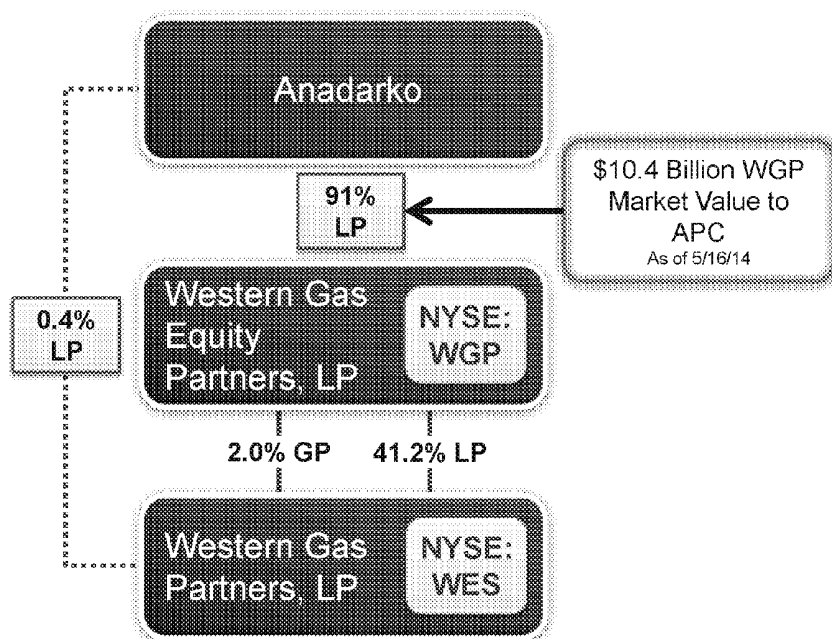 Anadarko
91%
LP
$10.4 Billion WGP
Market Value to
APC
As of 5/16/14
0.4%
LP
Western Gas
Equity
Partners, LP
NYSE:
WGP
2.0% GP
41.2% LP
Western Gas
Partners, LP
NYSE:
WES